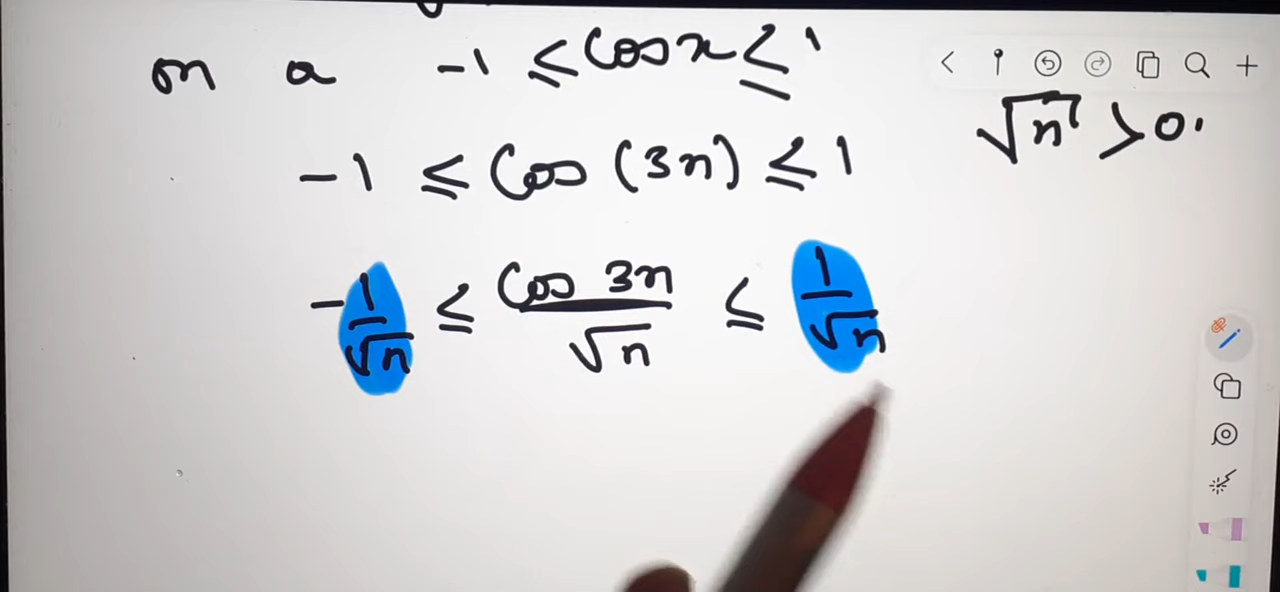 on a -1 ≤ cos x ≤ 1
√n > 0.
-1 ≤ cos (3n) ≤ 1
-1/√n ≤ cos 3n/√n ≤ 1/√n